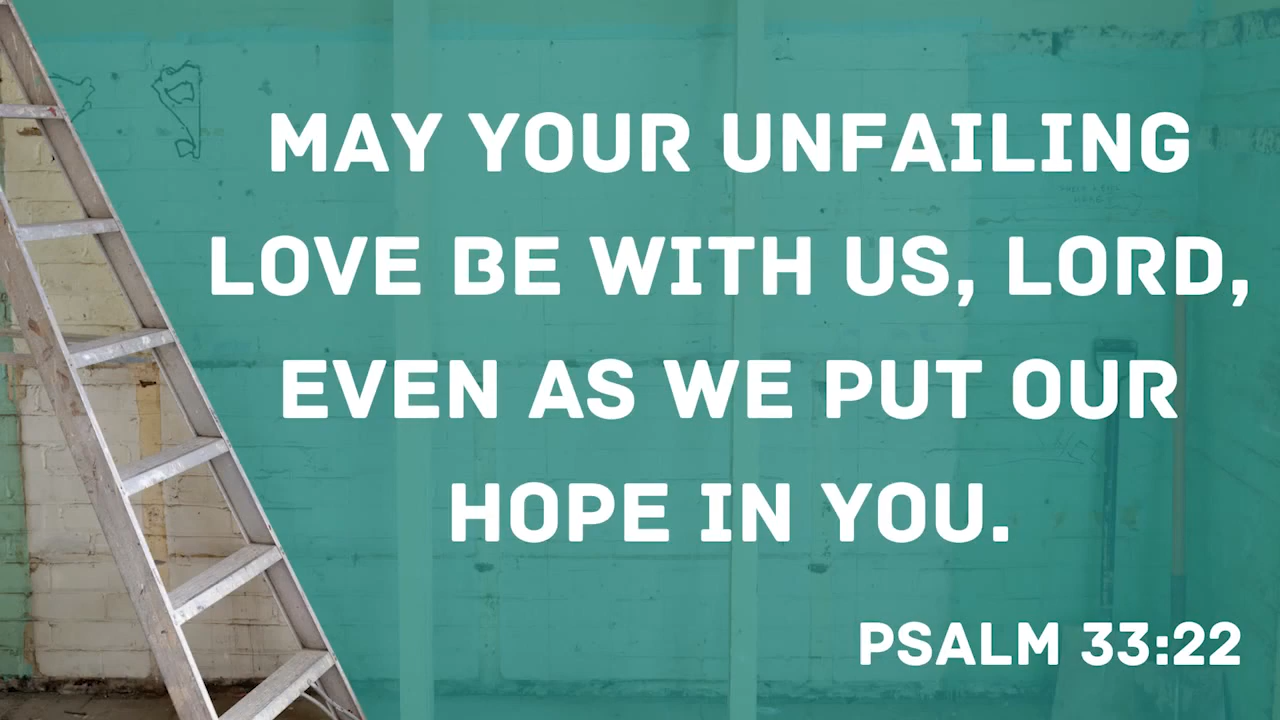 MAY YOUR UNFAILING
LOVE BE WITH US, LORD,
EVEN AS WE PUT OUR
HOPE IN YOU.
PSALM 33:22